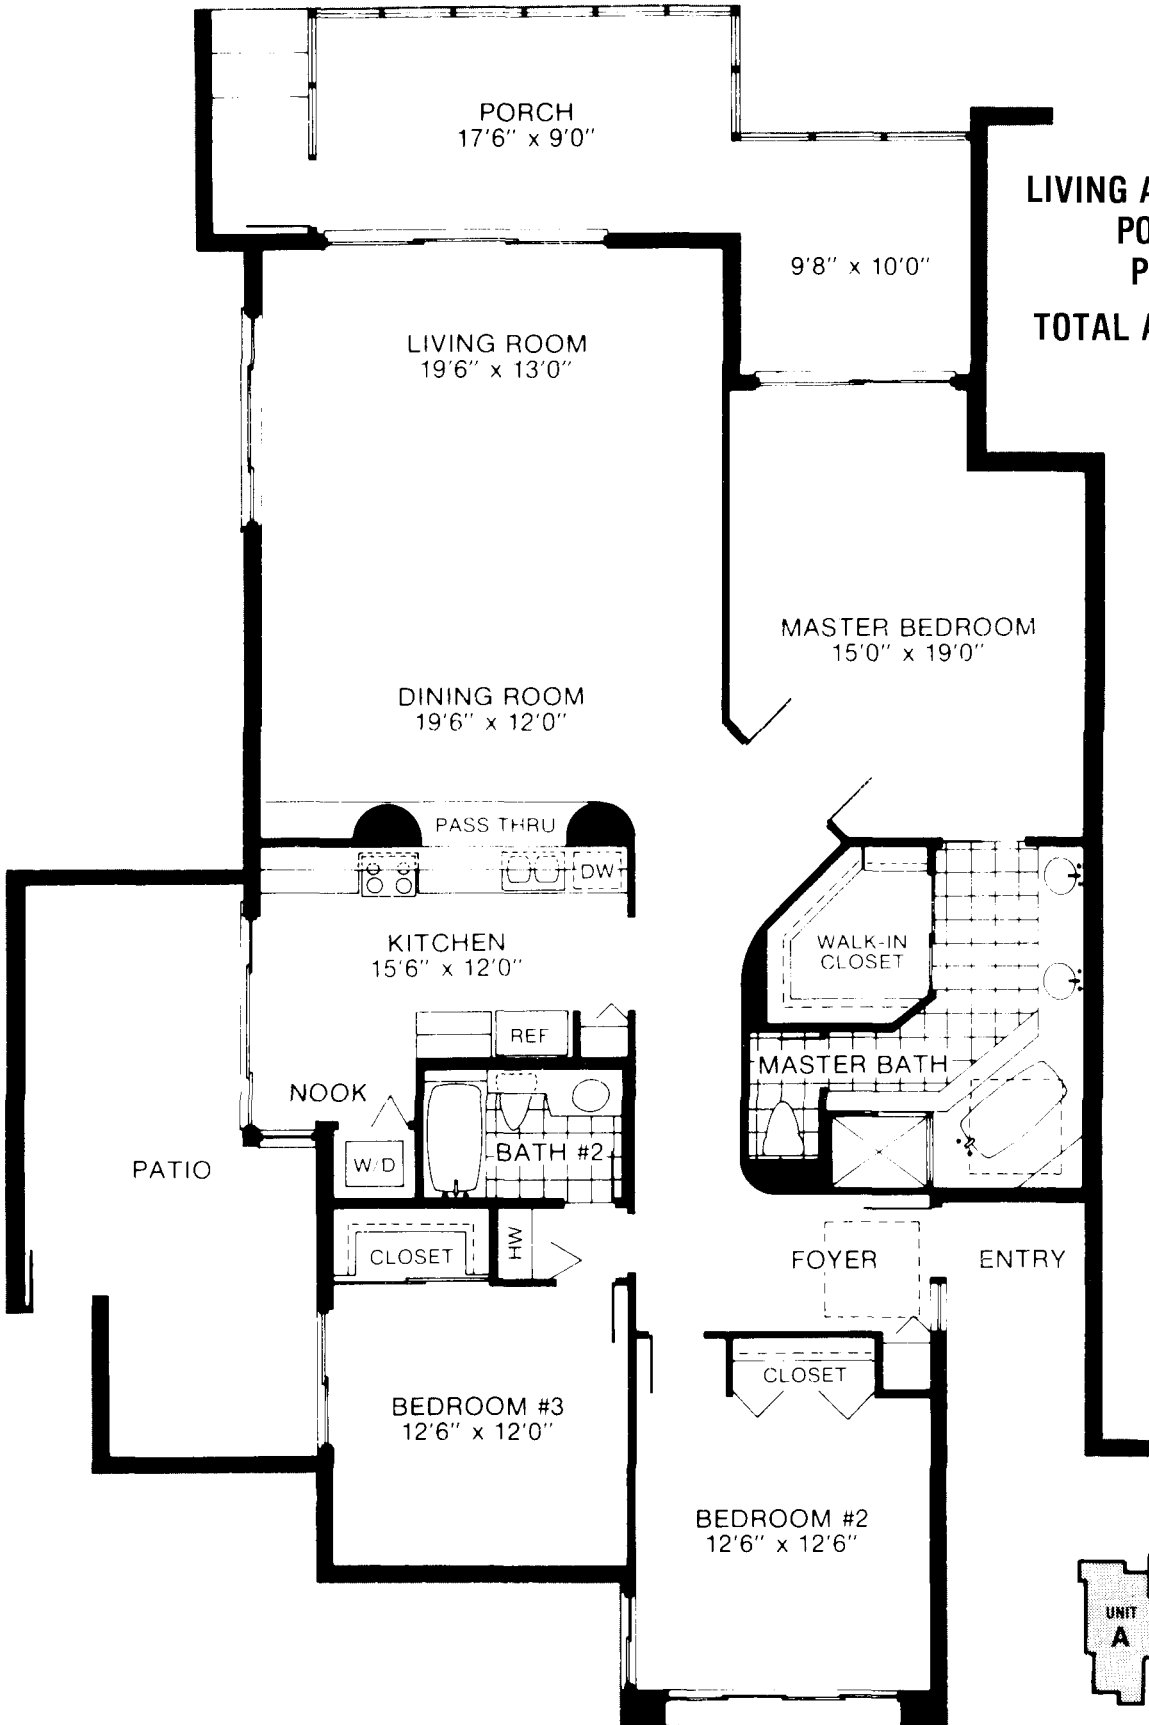 PORCH
17'6" x 9'0"
LIVING
9'8" x 10'0"
TOTAL
LIVING ROOM
19'6" x 13'0"
MASTER BEDROOM
15'0" x 19'0"
DINING ROOM
19'6" x 12'0"
PASS THRU
DW
KITCHEN
15'6" x 12'0"
WALK-IN
CLOSET
REF
MASTER BATH
NOOK
BATH #2
W/D
PATIO
HW
CLOSET
FOYER
ENTRY
CLOSET
BEDROOM #3
12'6" x 12'0"
BEDROOM #2
12'6" x 12'6"
UNIT
A